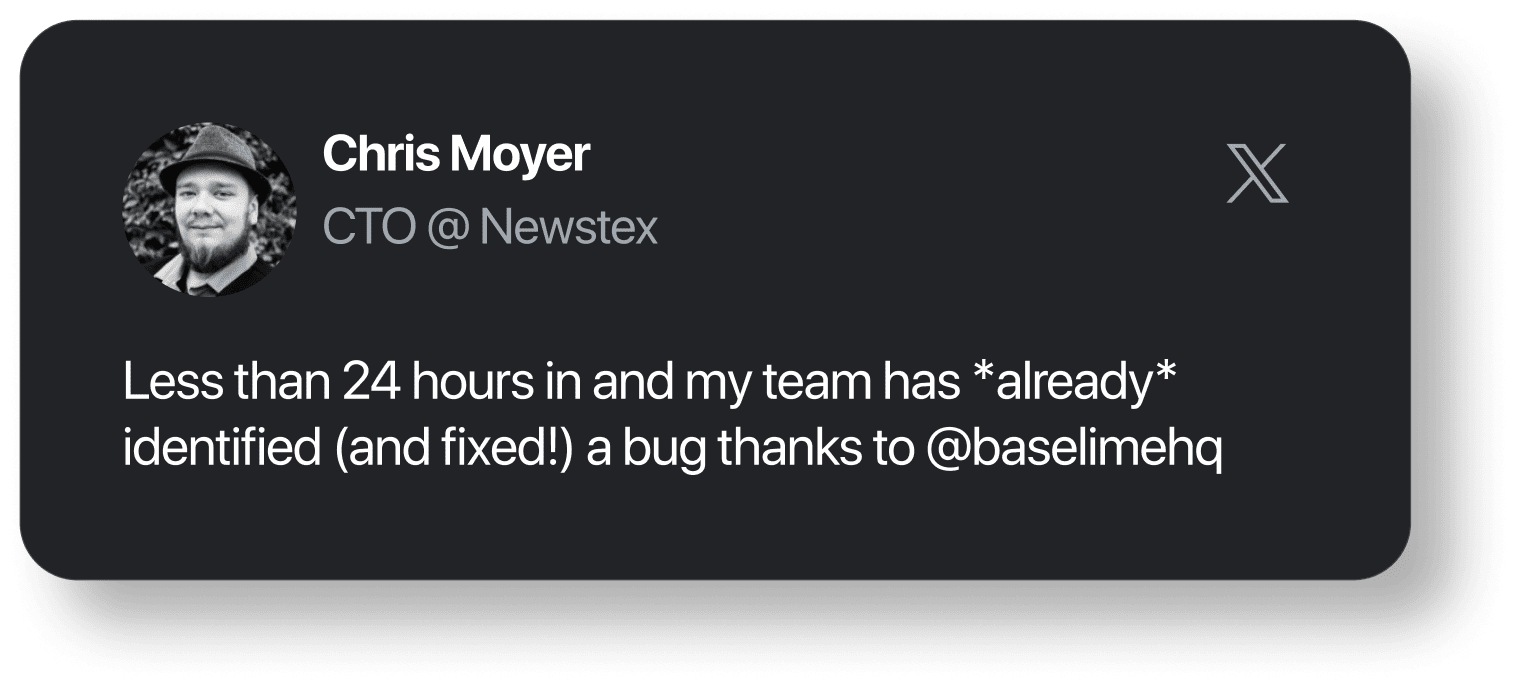 Chris Moyer
CTO @ Newstex
Less than 24 hours in and my team has *already*
identified (and fixed!) a bug thanks to @baselimehq